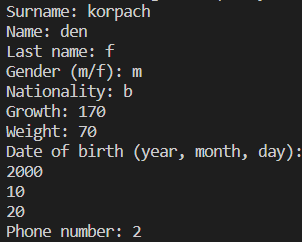 Surname: korpach
Name: den
Last name: f
Gender (m/f): m
Nationality: b
Growth: 170
Weight: 70
Date of birth (year, month, day):
2000
10
20
Phone number: 2